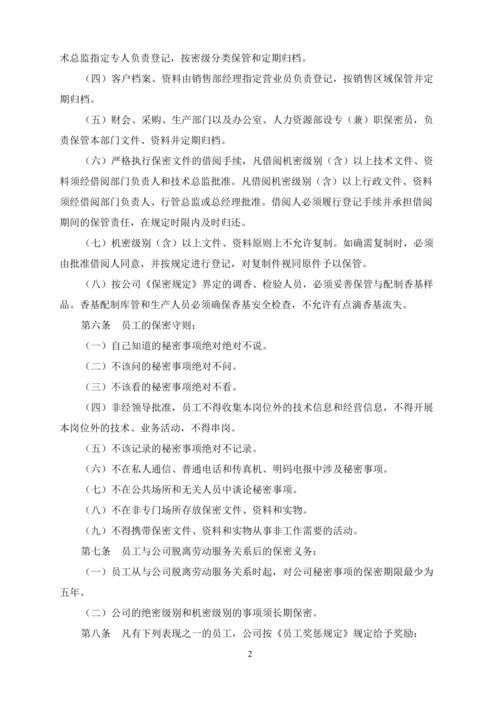 术总监指定专人负责登记，按密级分类保管和定期归档。
（四）客户档案、资料由销售部经理指定营业员负责登记，按销售区域保管并定
期归档。
（五）财会、采购、生产部门以及办公室、人力资源部设专（兼）职保密员，负
责保管本部门文件、资料并定期归档。
（六）严格执行保密文件的借阅手续，凡借阅机密级别（含）以上技术文件、资
料须经借阅部门负责人和技术总监批准。凡借阅机密级别（含）以上行政文件、资料
须经借阅部门负责人、行管总监或总经理批准。借阅人必须履行登记手续并承担借阅
期间的保管责任，在规定时限内及时归还。
（七）机密级别（含）以上文件、资料原则上不允许复制。如确需复制时，必须
由批准借阅人同意，并按规定进行登记，对复制件视同原件予以保管。
（八）按公司《保密规定》界定的调香、检验人员，必须妥善保管与配制香基样
品。香基配制库管和生产人员必须确保香基安全检查，不允许有点滴香基流失。
第六条　员工的保密守则：
（一）自己知道的秘密事项绝对绝对不说。
（二）不该问的秘密事项绝对不问。
（三）不该看的秘密事项绝对不看。
（四）非经领导批准，员工不得收集本岗位外的技术信息和经营信息，不得开展
本岗位外的技术、业务活动，不得串岗。
（五）不该记录的秘密事项绝对不记录。
（六）不在私人通信、普通电话和传真机、明码电报中涉及秘密事项。
（七）不在公共场所和无关人员中谈论秘密事项。
（八）不在非专门场所存放保密文件、资料和实物。
（九）不得携带保密文件、资料和实物从事非工作需要的活动。
第七条　员工与公司脱离劳动服务关系后的保密义务：
（一）员工从与公司脱离劳动服务关系时起，对公司秘密事项的保密期限最少为
五年。
（二）公司的绝密级别和机密级别的事项须长期保密。
第八条　凡有下列表现之一的员工，公司按《员工奖惩规定》规定给予奖励：
2